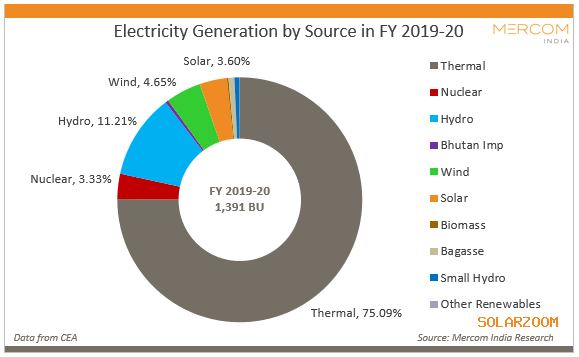 Electricity Generation by Source in FY 2019-20
MERCOM
INDIA
Solar, 3.60%
Wind, 4.65%
Hydro, 11.21%
Nuclear, 3.33%
FY 2019-20
1,391 BU
Thermal, 75.09%
Thermal
Nuclear
Hydro
Bhutan Imp
Wind
Solar
Biomass
Bagasse
Small Hydro
Other Renewables
SOLARZOOM
Data from CEA
Source: Mercom India Research